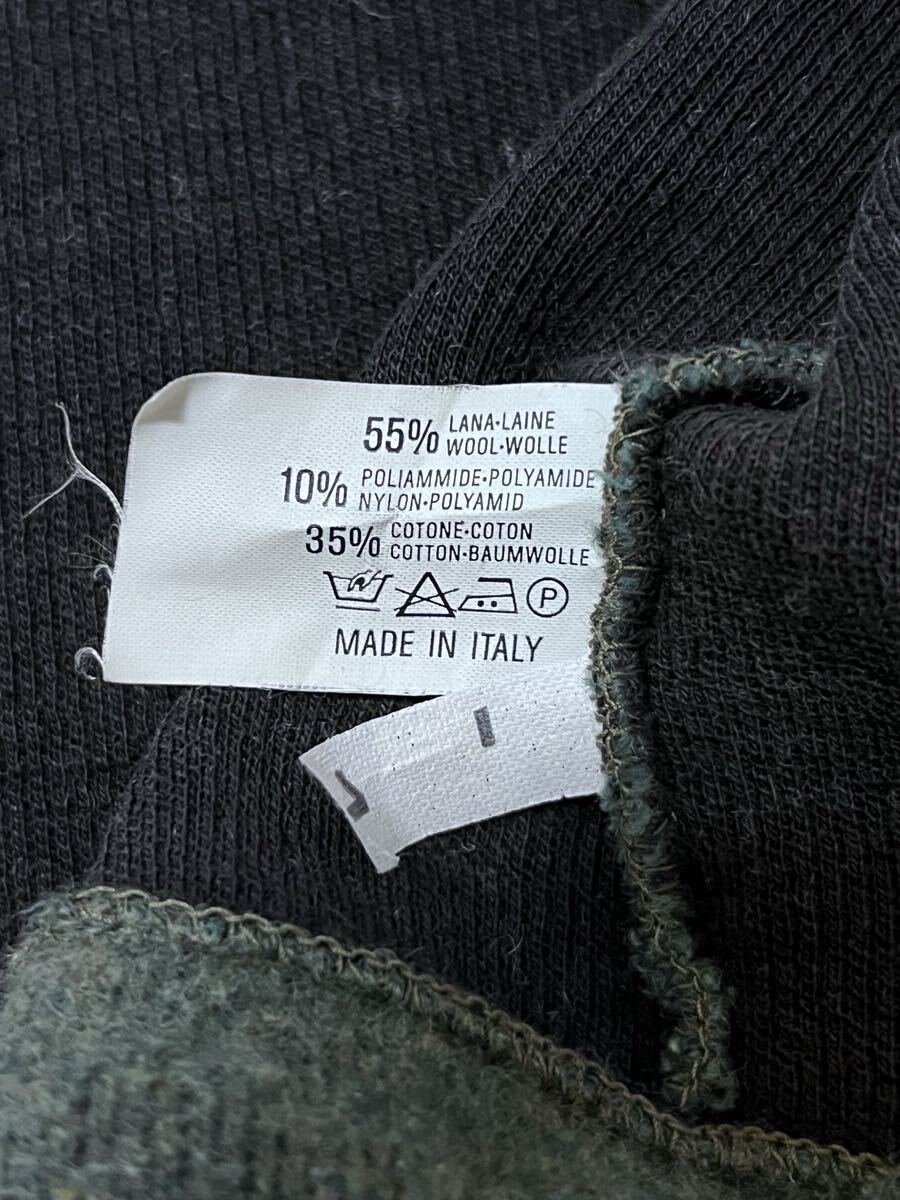 55% LANA•LAINE
WOOL•WOLLE
10% POLIAMMIDE•POLYAMIDE
NYLON•POLYAMID
35% COTONE•COTON
COTTON•BAUMWOLLE
P
MADE IN ITALY